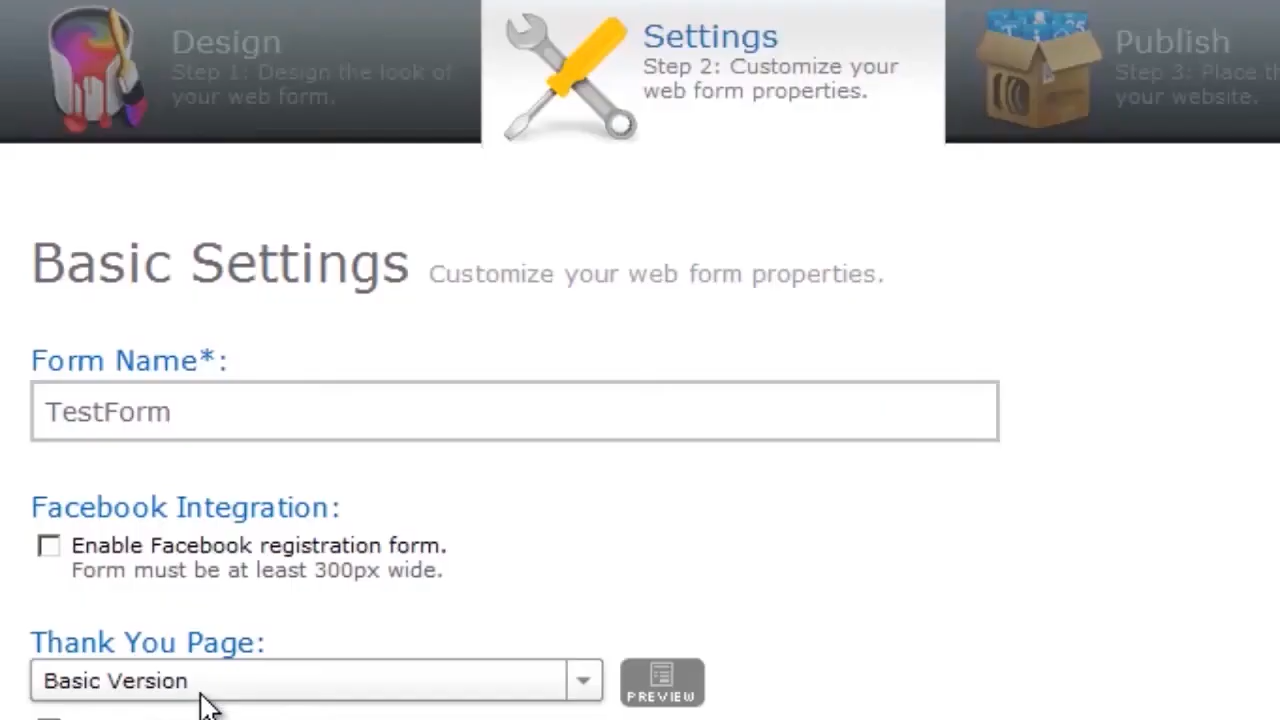 Design
Step 1: Design the look of
your web form.
Settings
Step 2: Customize your
web form properties.
Publish
Step 3: Place th
your website.
Basic Settings Customize your web form properties.
Form Name*:
TestForm
Facebook Integration:
Enable Facebook registration form.
Form must be at least 300px wide.
Thank You Page:
Basic Version
PREVIEW